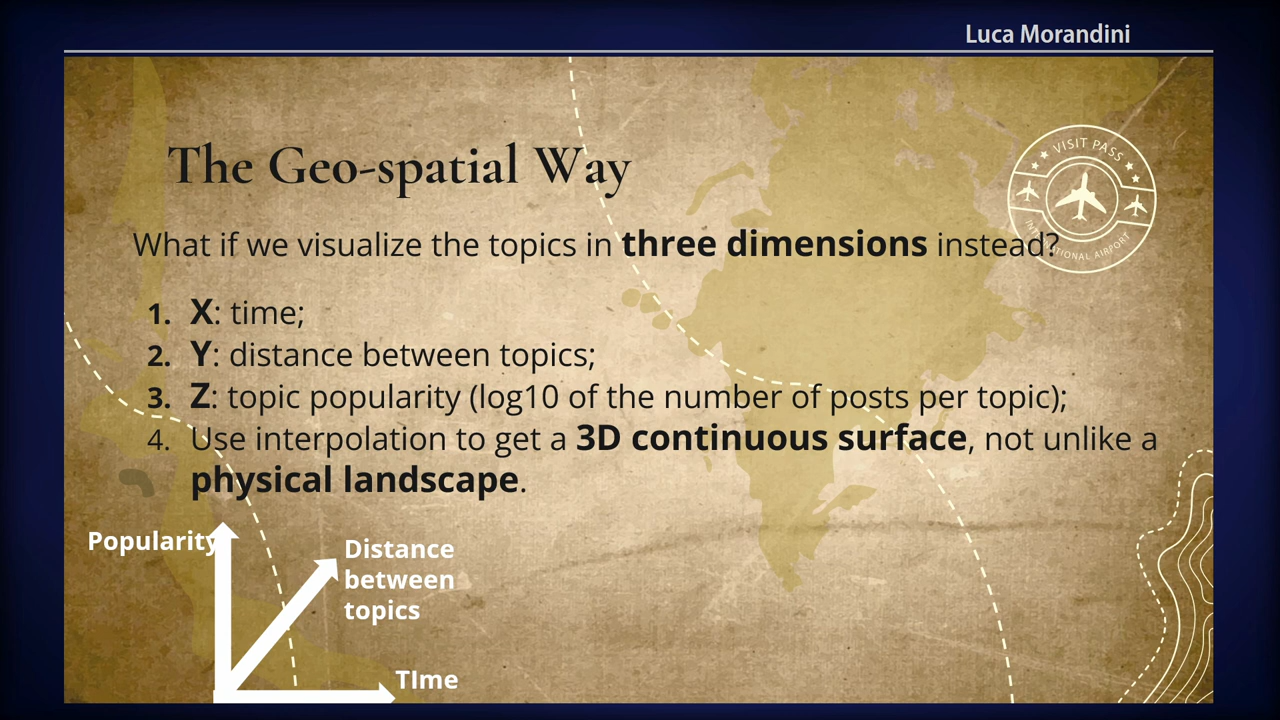 Luca Morandini
The Geo-spatial Way
VISIT PASS
What if we visualize the topics in three dimensions instead?
1. X: time;
2. Y: distance between topics;
3. Z: topic popularity (log10 of the number of posts per topic);
4. Use interpolation to get a 3D continuous surface, not unlike a
physical landscape.
Popularity
Distance
between
topics
TIme